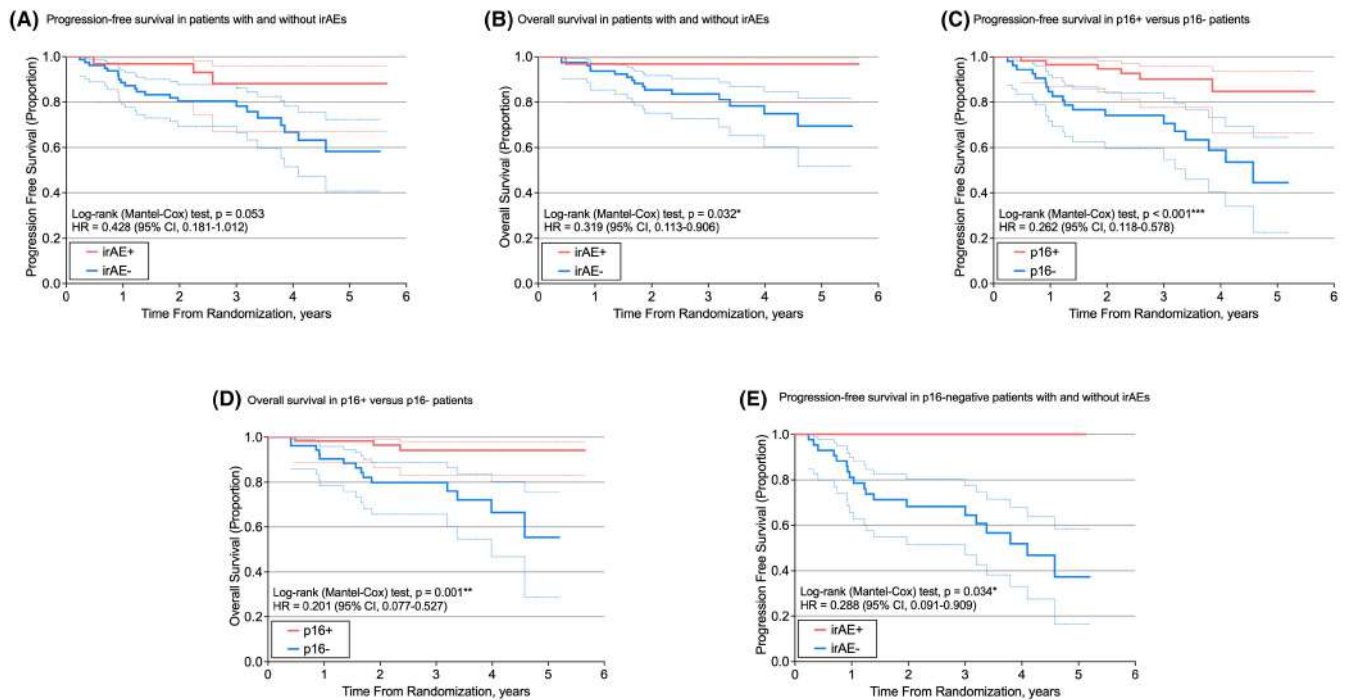 (A) Progression-free survival in patients with and without irAEs
Progression Free Survival (Proportion)
1.0
0.8
0.6
0.4
0.2
0.0
Log-rank (Mantel-Cox) test, p = 0.053
HR = 0.428 (95% CI, 0.181-1.012)
irAE+
irAE-
0 1 2 3 4 5 6
Time From Randomization, years
(B) Overall survival in patients with and without irAEs
Overall Survival (Proportion)
1.0
0.8
0.6
0.4
0.2
0.0
Log-rank (Mantel-Cox) test, p = 0.032*
HR = 0.319 (95% CI, 0.113-0.906)
irAE+
irAE-
0 1 2 3 4 5 6
Time From Randomization, years
(C) Progression-free survival in p16+ versus p16- patients
Progression Free Survival (Proportion)
1.0
0.8
0.6
0.4
0.2
0.0
Log-rank (Mantel-Cox) test, p < 0.001***
HR = 0.262 (95% CI, 0.118-0.578)
p16+
p16-
0 1 2 3 4 5 6
Time From Randomization, years
(D) Overall survival in p16+ versus p16- patients
Overall Survival (Proportion)
1.0
0.8
0.6
0.4
0.2
0.0
Log-rank (Mantel-Cox) test, p = 0.001**
HR = 0.201 (95% CI, 0.077-0.527)
p16+
p16-
0 1 2 3 4 5 6
Time From Randomization, years
(E) Progression-free survival in p16-negative patients with and without irAEs
Progression Free Survival (Proportion)
1.0
0.8
0.6
0.4
0.2
0.0
Log-rank (Mantel-Cox) test, p = 0.034*
HR = 0.288 (95% CI, 0.091-0.909)
irAE+
irAE-
0 1 2 3 4 5 6
Time From Randomization, years